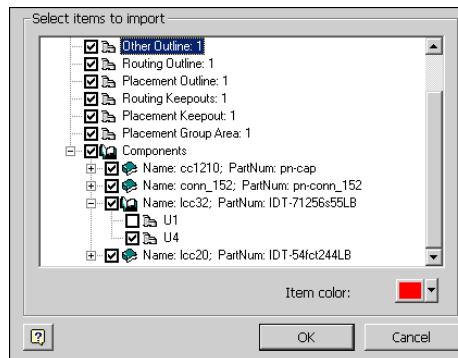 Select items to import
Other Outline: 1
Routing Outline: 1
Placement Outline: 1
Routing Keepouts: 1
Placement Keepout: 1
Placement Group Area: 1
Components
Name: cc1210; PartNum: pn-cap
Name: conn_152; PartNum: pn-conn_152
Name: lcc32; PartNum: IDT-71256s55LB
U1
U4
Name: lcc20; PartNum: IDT-54fct244LB
Item color:
?
OK
Cancel